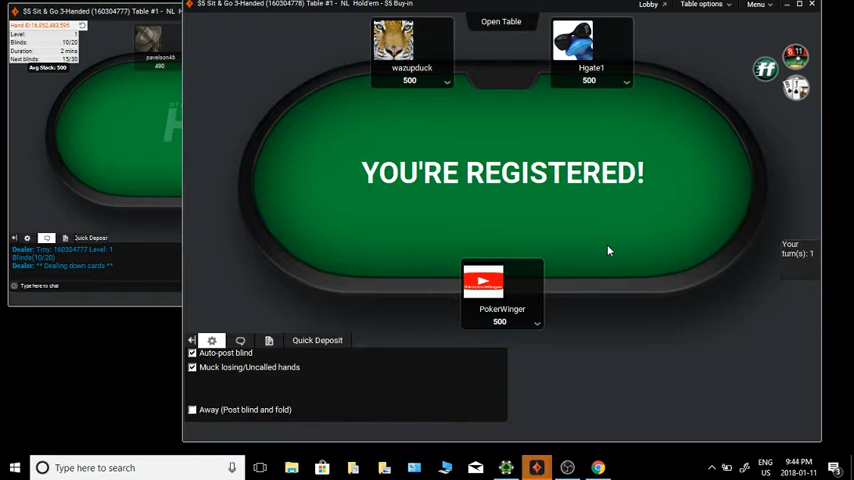 $5 Sit & Go 3-Handed (160304777) Table #1 - NL Hold'em
Hand ID:16,852,493,595
Level: 1
Blinds: 10/20
Duration: 2 mins
Next blinds: 15/30
Avg Stack: 500
pavelson46
490
Quick Deposit
Dealer: Trny: 160304777 Level: 1
Blinds(10/20)
Dealer: ** Dealing down cards **
Type here to chat
$5 Sit & Go 3-Handed (160304778) Table #1 - NL Hold'em - $5 Buy-in
Lobby
Table options
Menu
Open Table
wazupduck
500
Hgate1
500
ff
YOU'RE REGISTERED!
Your
turn(s): 1
PokerWinger
500
Quick Deposit
Auto-post blind
Muck losing/Uncalled hands
Away (Post blind and fold)
Type here to search
ENG
US
9:44 PM
2018-01-11
3